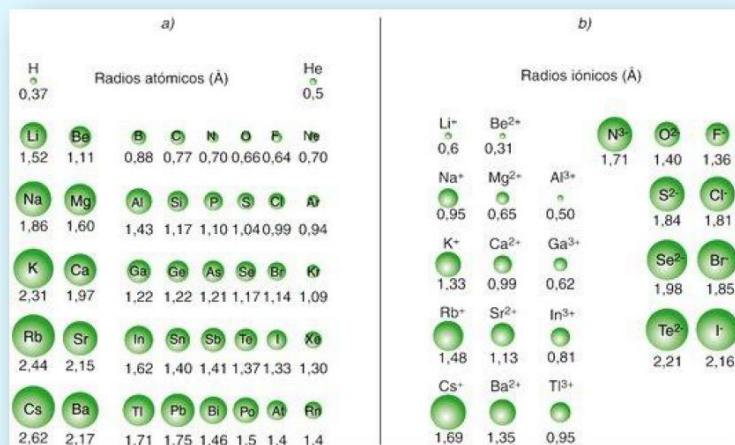 a)
b)
Radios atómicos (Å)
Radios iónicos (Å)
H He
0,37 0,5
Li Be B C N O F Ne
1,52 1,11 0,88 0,77 0,70 0,66 0,64 0,70
Na Mg Al Si P S Cl Ar
1,86 1,60 1,43 1,17 1,10 1,04 0,99 0,94
K Ca Ga Ge As Se Br Kr
2,31 1,97 1,22 1,22 1,21 1,17 1,14 1,09
Rb Sr In Sn Sb Te I Xe
2,44 2,15 1,62 1,40 1,41 1,37 1,33 1,30
Cs Ba Tl Pb Bi Po At Rn
2,62 2,17 1,71 1,75 1,46 1,5 1,4 1,4
Li⁺ Be²⁺ N³⁻ O²⁻ F⁻
0,6 0,31 1,71 1,40 1,36
Na⁺ Mg²⁺ Al³⁺ S²⁻ Cl⁻
0,95 0,65 0,50 1,84 1,81
K⁺ Ca²⁺ Ga³⁺ Se²⁻ Br⁻
1,33 0,99 0,62 1,98 1,85
Rb⁺ Sr²⁺ In³⁺ Te²⁻ I⁻
1,48 1,13 0,81 2,21 2,16
Cs⁺ Ba²⁺ Tl³⁺
1,69 1,35 0,95